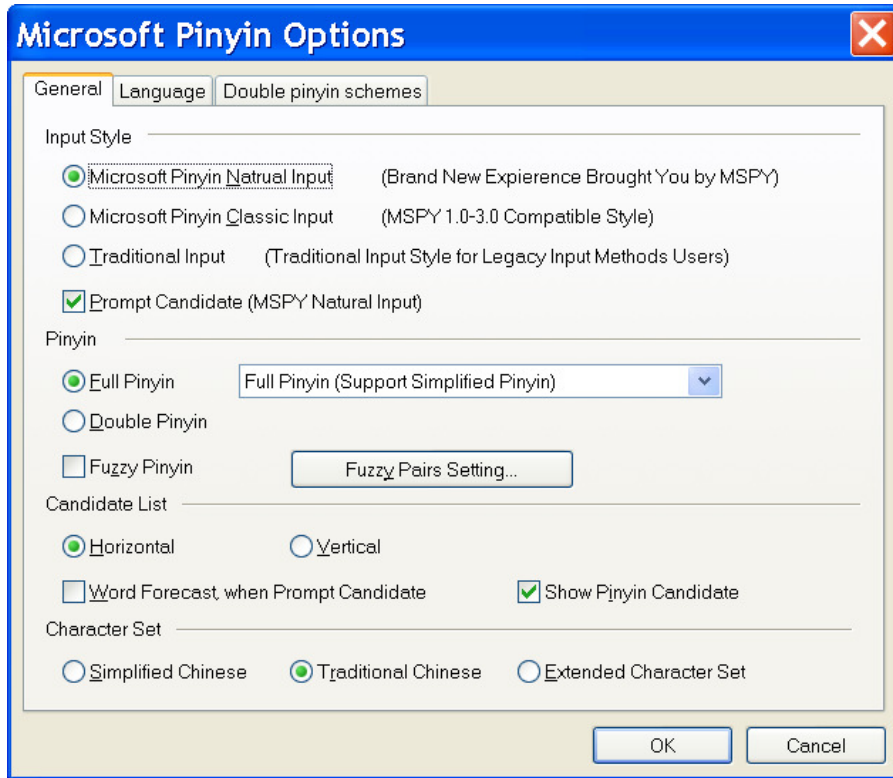 Microsoft Pinyin Options
General Language Double pinyin schemes
Input Style
Microsoft Pinyin Natrual Input (Brand New Expierence Brought You by MSPY)
Microsoft Pinyin Classic Input (MSPY 1.0-3.0 Compatible Style)
Traditional Input (Traditional Input Style for Legacy Input Methods Users)
Prompt Candidate (MSPY Natural Input)
Pinyin
Full Pinyin Full Pinyin (Support Simplified Pinyin)
Double Pinyin
Fuzzy Pinyin Fuzzy Pairs Setting...
Candidate List
Horizontal Vertical
Word Forecast, when Prompt Candidate Show Pinyin Candidate
Character Set
Simplified Chinese Traditional Chinese Extended Character Set
OK Cancel